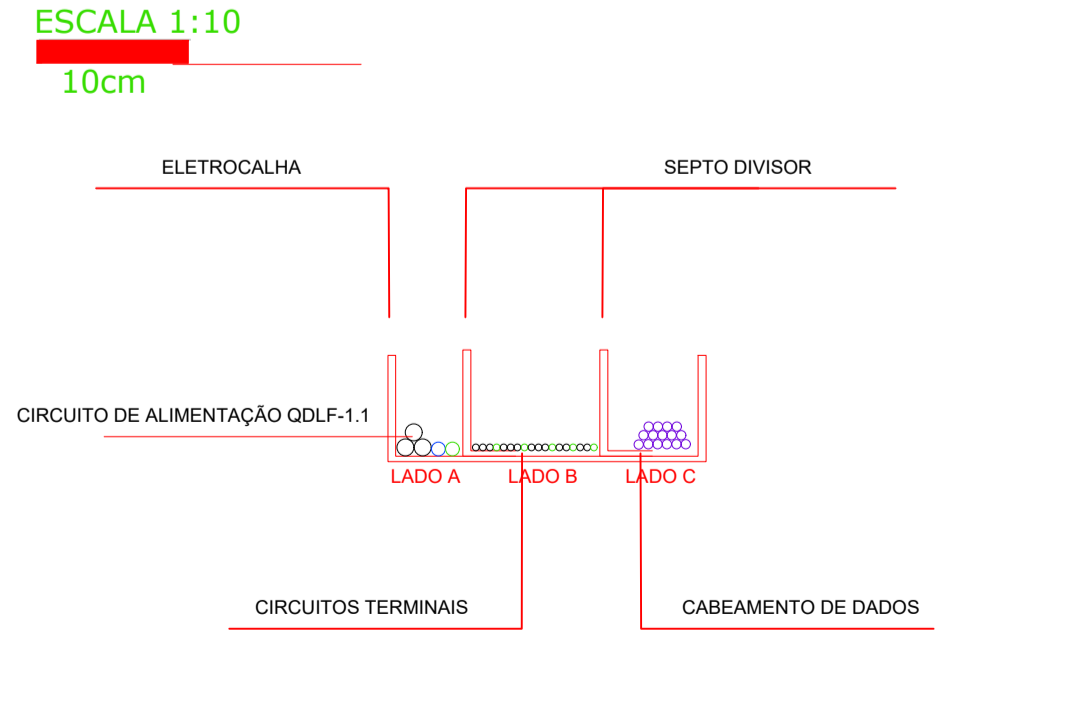 ESCALA 1:10
10cm
ELETROCALHA
SEPTO DIVISOR
CIRCUITO DE ALIMENTAÇÃO QDLF-1.1
LADO A
LADO B
LADO C
CIRCUITOS TERMINAIS
CABEAMENTO DE DADOS